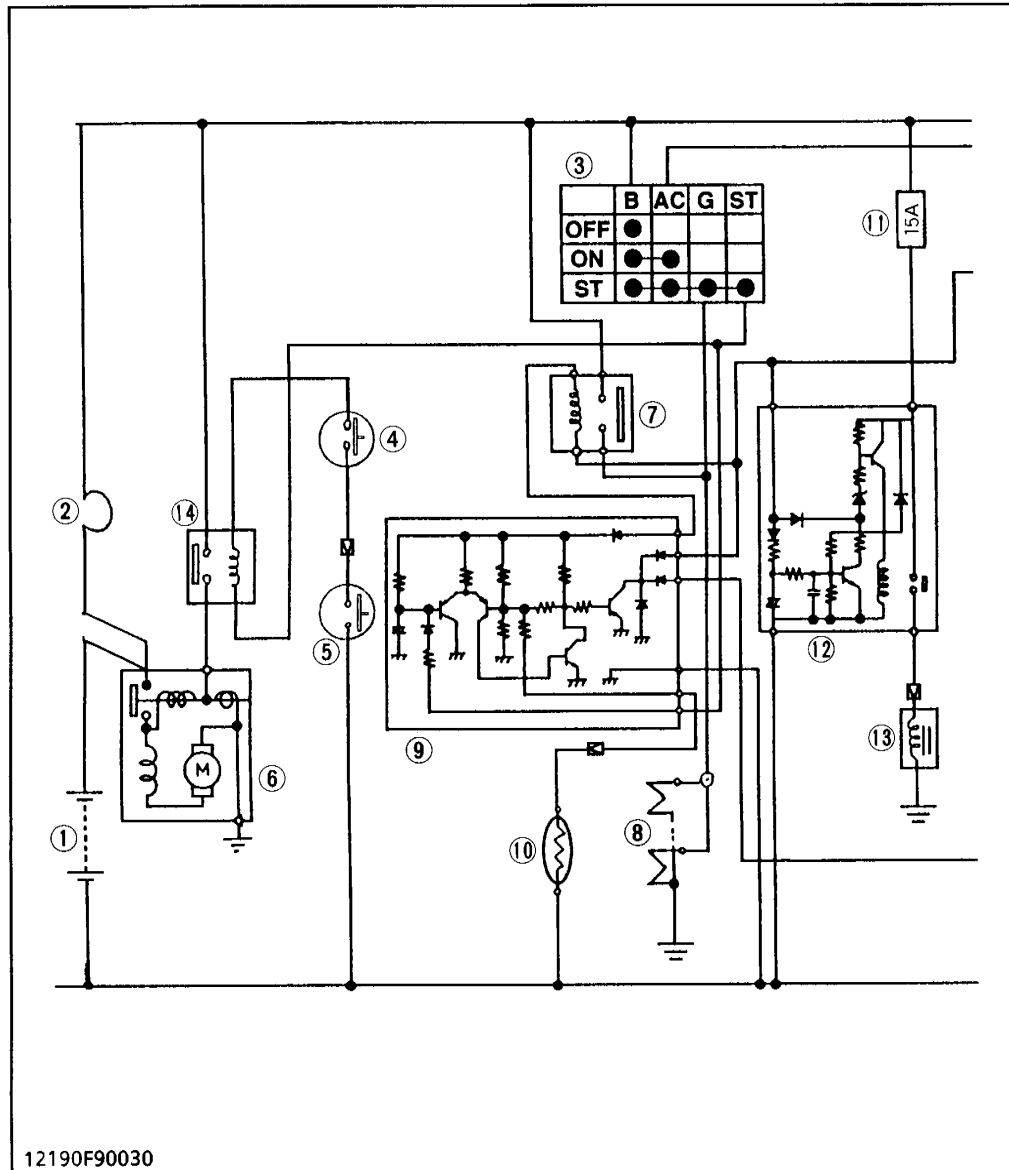 ③
B AC G ST
OFF
ON
ST
⑪ 15A
⑦
④
② ⑭
⑤
⑫
⑨
⑬
M ⑥
⑧
① ⑩
12190F90030